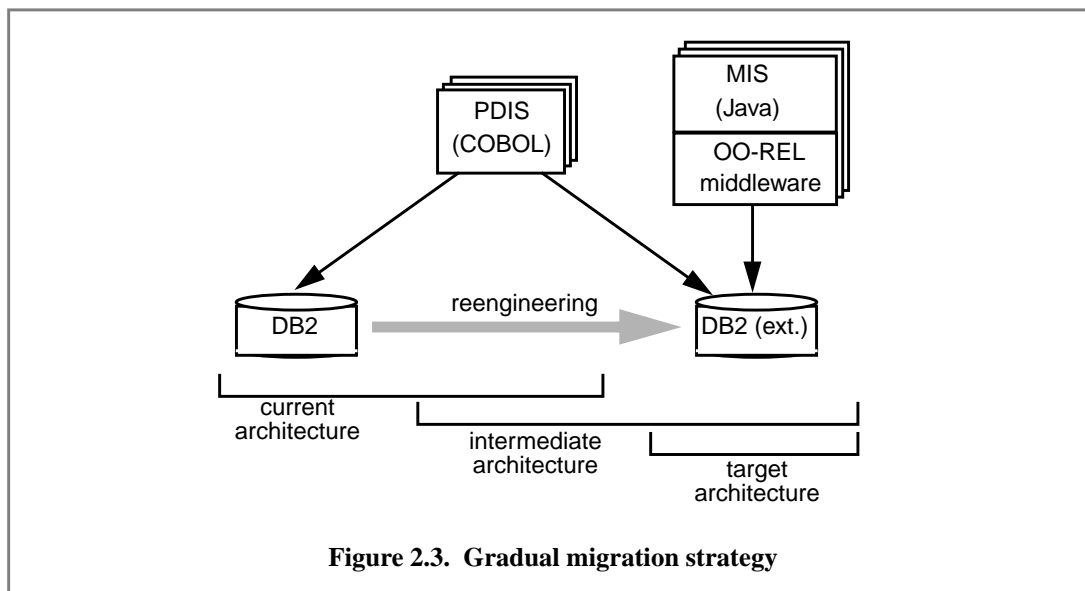 PDIS
(COBOL)
MIS
(Java)
OO-REL
middleware
reengineering
DB2
DB2 (ext.)
current
architecture
intermediate
architecture
target
architecture
Figure 2.3. Gradual migration strategy